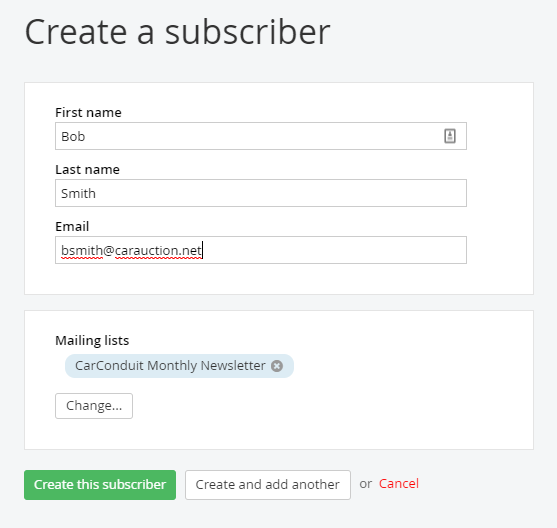 Create a subscriber
First name
Bob
Last name
Smith
Email
bsmith@carauction.net
Mailing lists
CarConduit Monthly Newsletter
Change...
Create this subscriber Create and add another or Cancel